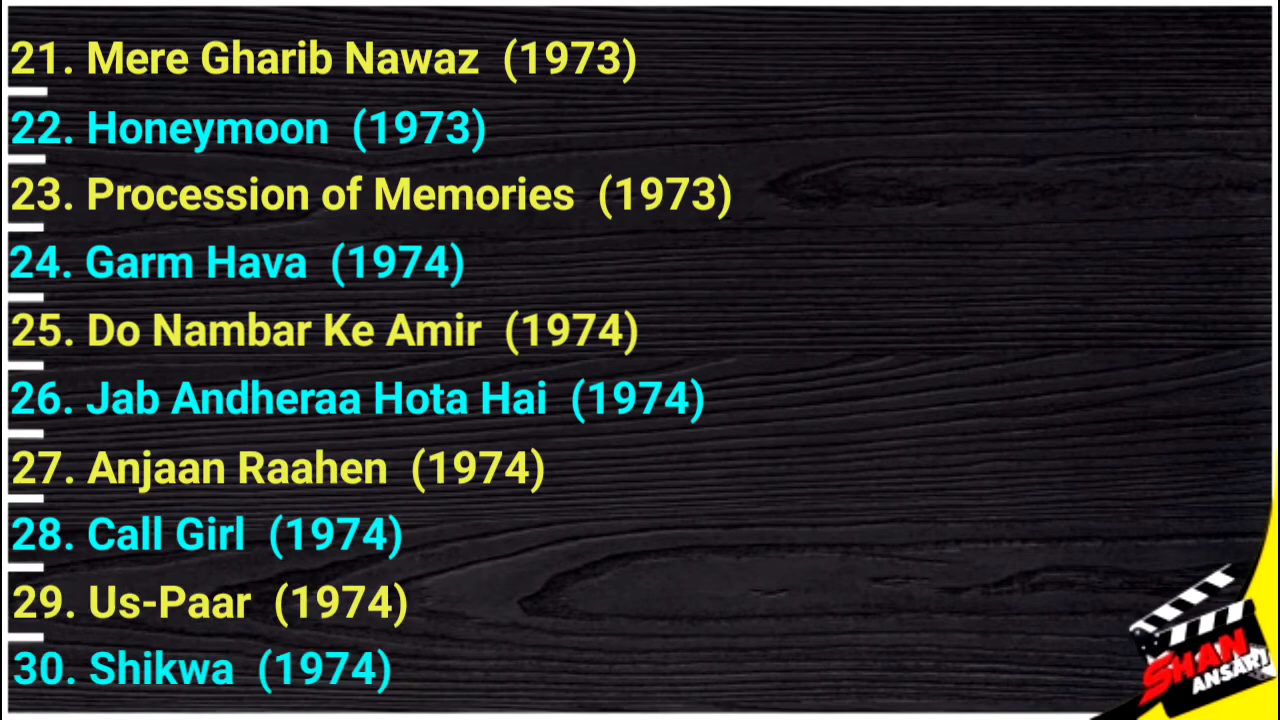 21. Mere Gharib Nawaz (1973)
22. Honeymoon (1973)
23. Procession of Memories (1973)
24. Garm Hava (1974)
25. Do Nambar Ke Amir (1974)
26. Jab Andheraa Hota Hai (1974)
27. Anjaan Raahen (1974)
28. Call Girl (1974)
29. Us-Paar (1974)
30. Shikwa (1974)
SHAN
ANSARI